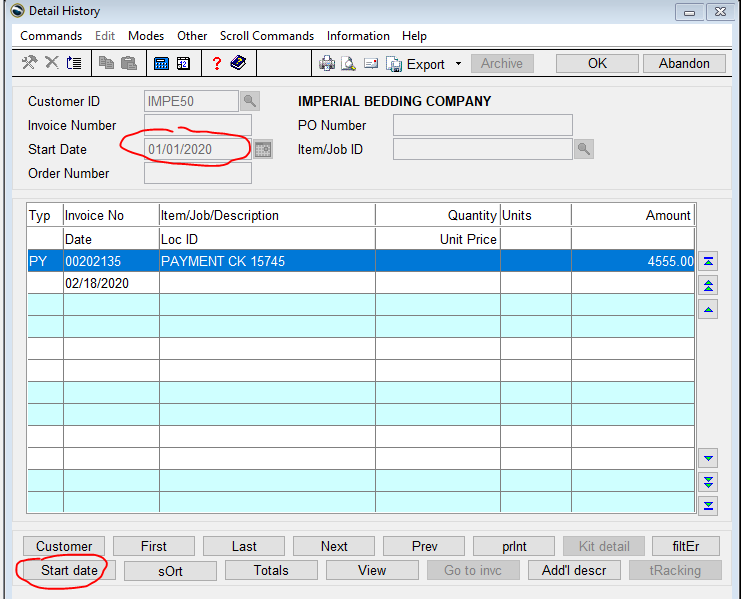 Detail History
Commands Edit Modes Other Scroll Commands Information Help
? Export Archive OK Abandon
Customer ID IMPE50 IMPERIAL BEDDING COMPANY
Invoice Number PO Number
Start Date 01/01/2020 Item/Job ID
Order Number
Typ Invoice No Item/Job/Description Quantity Units Amount
Date Loc ID Unit Price
PY 00202135 PAYMENT CK 15745 4555.00
02/18/2020
Customer First Last Next Prev prInt Kit detail filtEr
Start date sOrt Totals View Go to invc Add'l descr tRacking